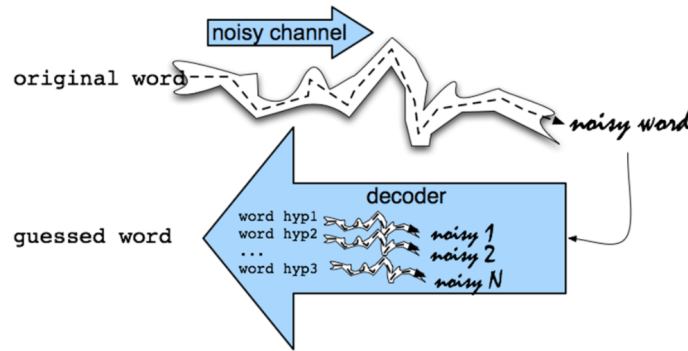 noisy channel
original word
noisy word
decoder
word hyp1
noisy 1
word hyp2
noisy 2
...
word hyp3
noisy N
guessed word